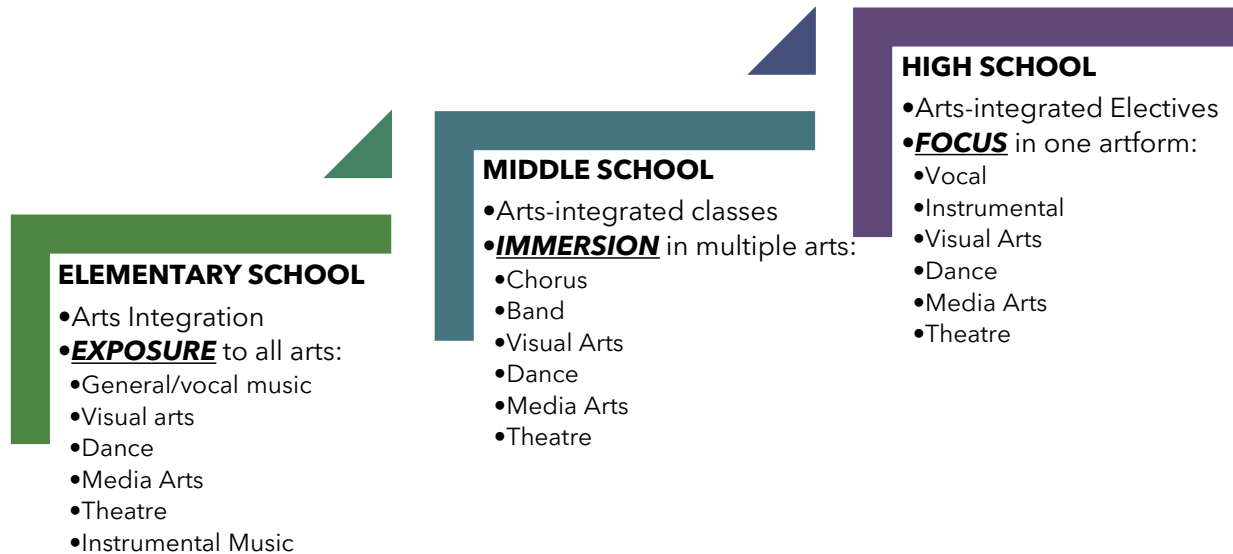 ELEMENTARY SCHOOL
•Arts Integration
•EXPOSURE to all arts:
•General/vocal music
•Visual arts
•Dance
•Media Arts
•Theatre
•Instrumental Music
MIDDLE SCHOOL
•Arts-integrated classes
•IMMERSION in multiple arts:
•Chorus
•Band
•Visual Arts
•Dance
•Media Arts
•Theatre
HIGH SCHOOL
•Arts-integrated Electives
•FOCUS in one artform:
•Vocal
•Instrumental
•Visual Arts
•Dance
•Media Arts
•Theatre